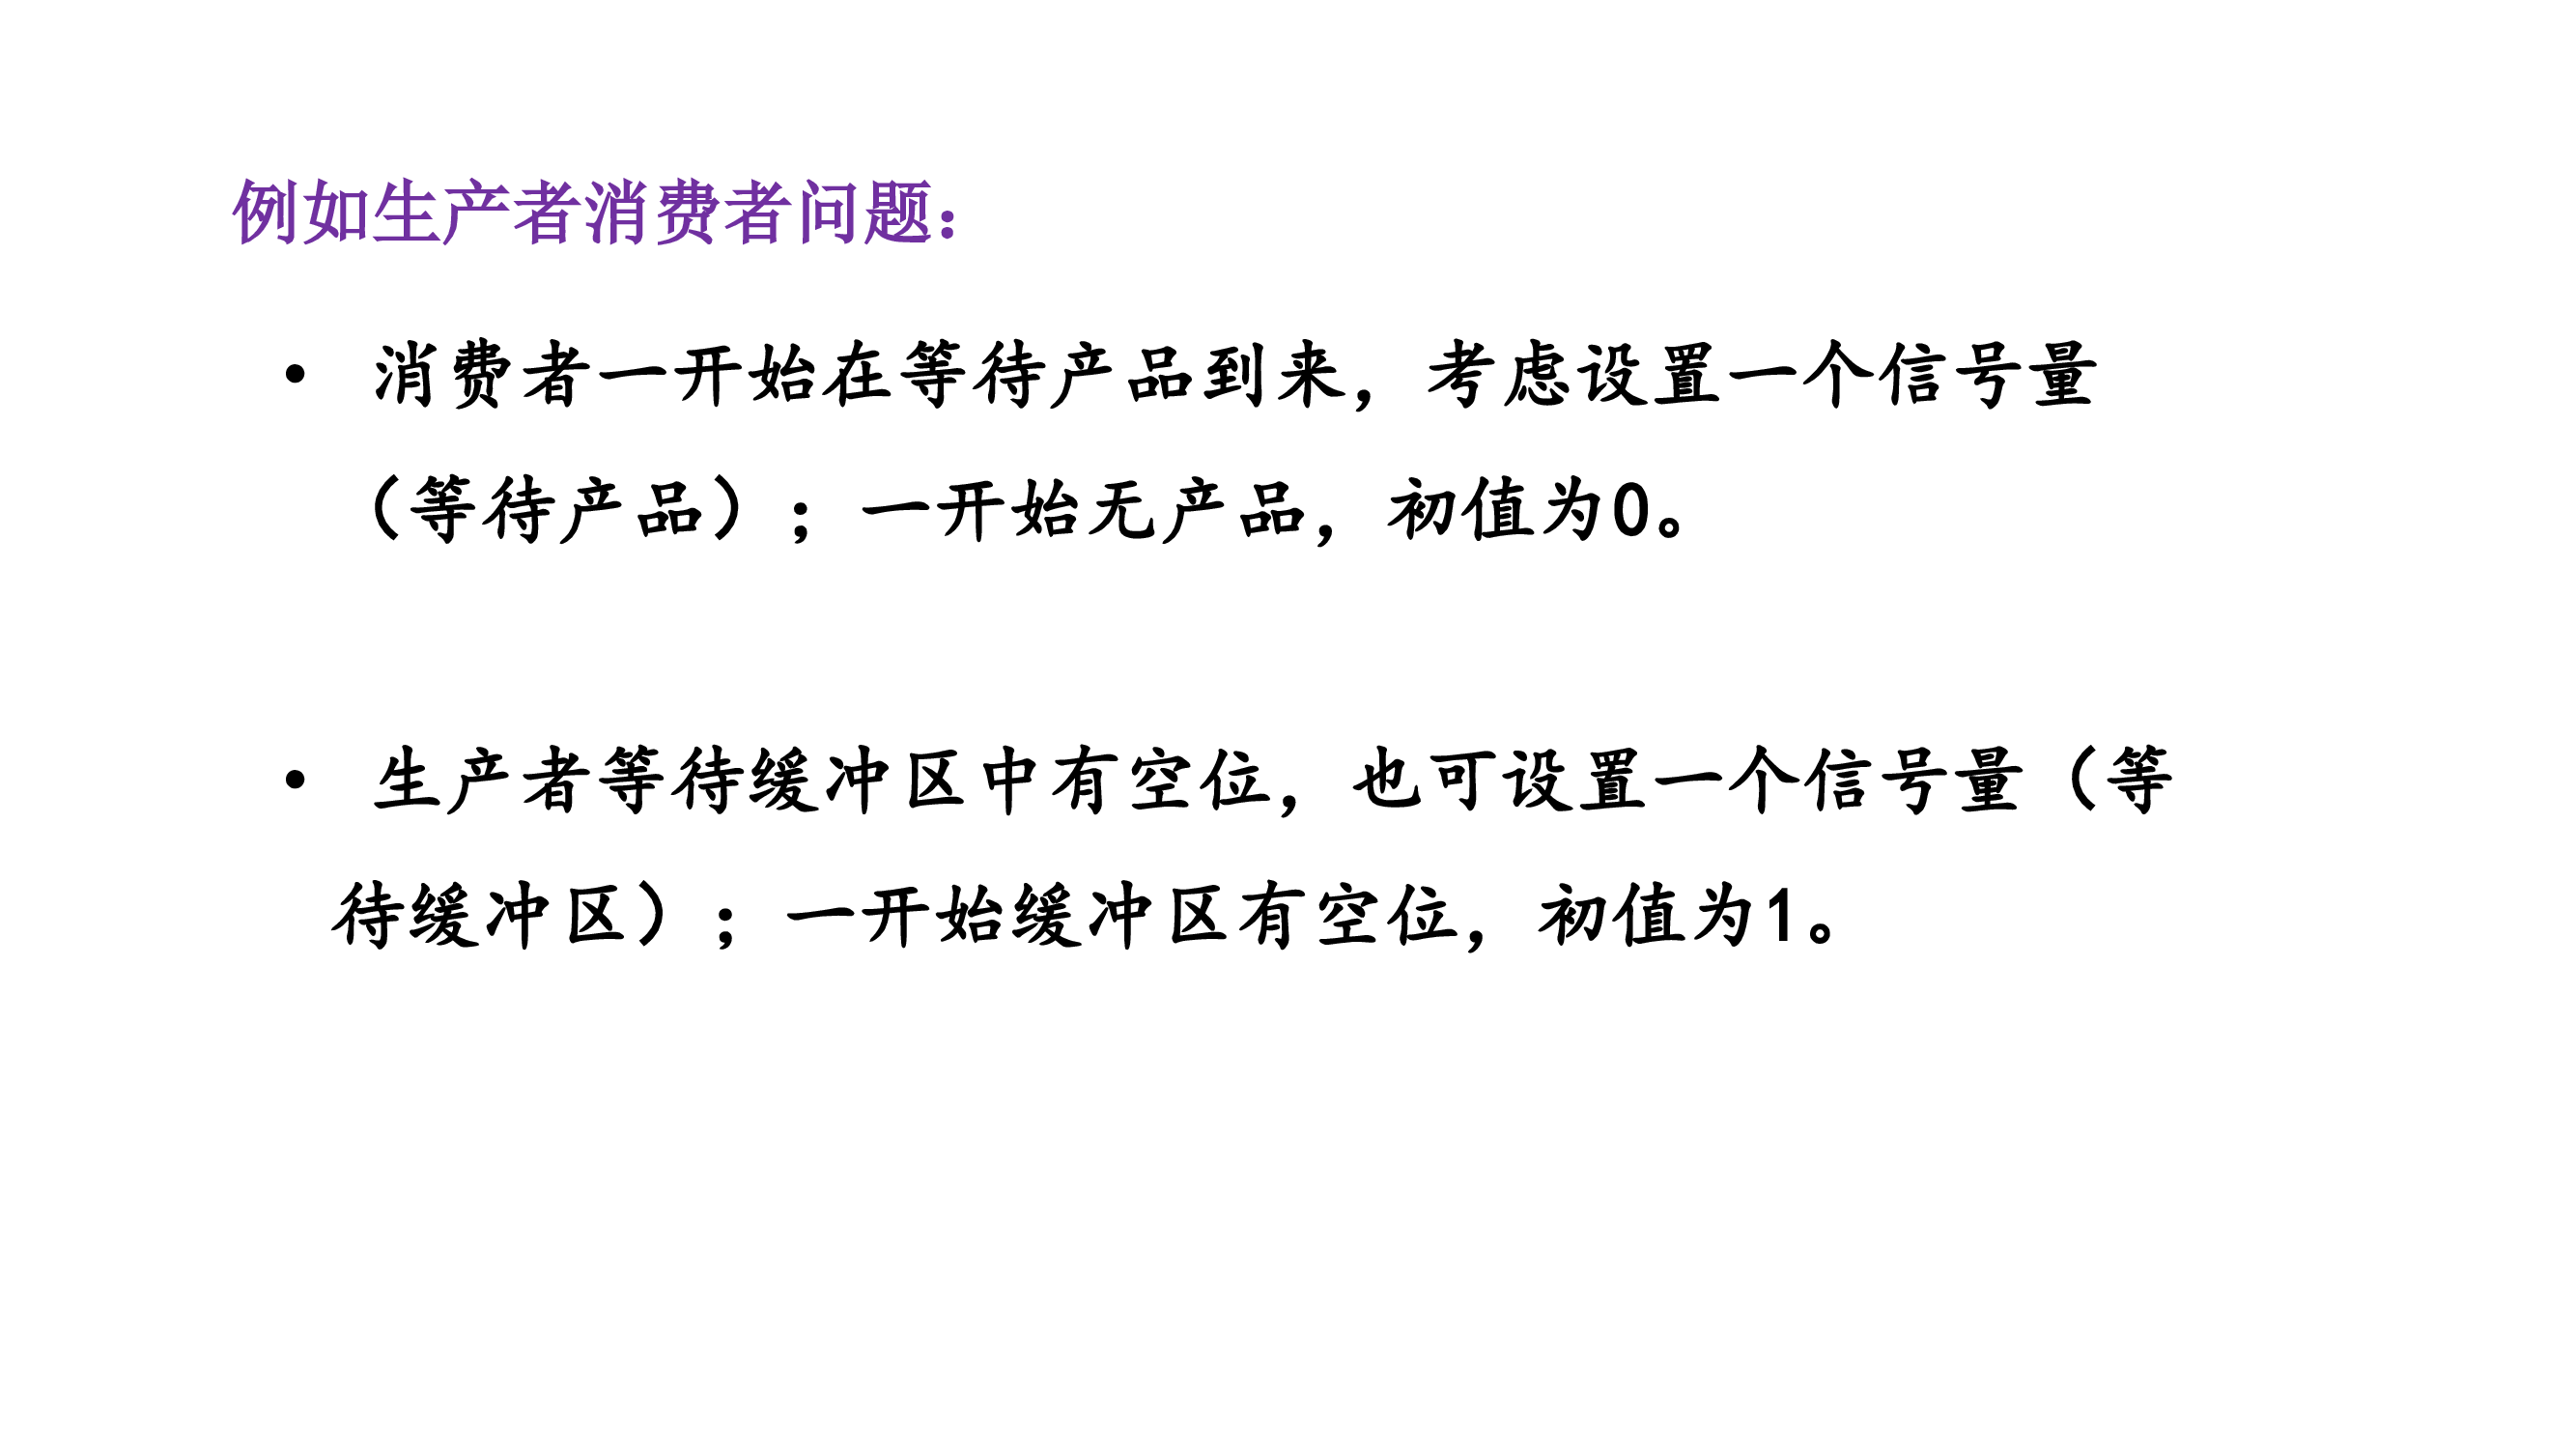 例如生产者消费者问题：
• 消费者一开始在等待产品到来，考虑设置一个信号量
（等待产品）；一开始无产品，初值为0。
• 生产者等待缓冲区中有空位，也可设置一个信号量（等
待缓冲区）；一开始缓冲区有空位，初值为1。